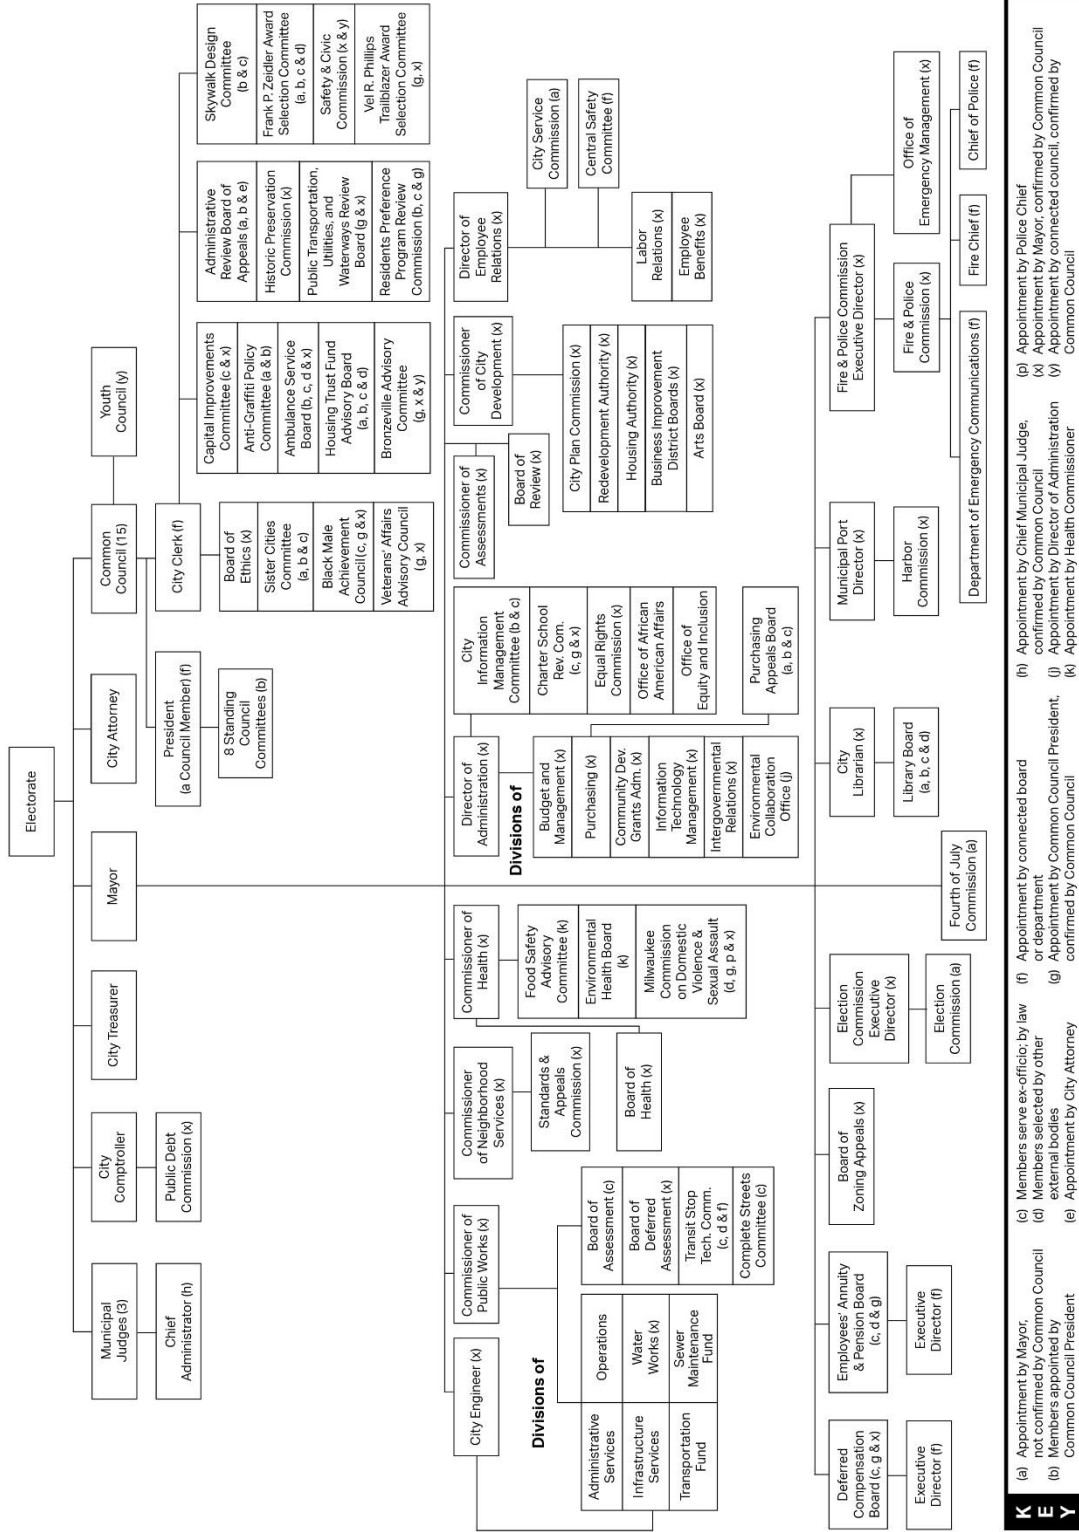 Electorate
Municipal
Judges (3)
City
Comptroller
City Treasurer
Mayor
City Attorney
Common
Council (15)
Youth
Council (y)
Chief
Administrator (h)
Public Debt
Commission (x)
President
(a Council Member) (f)
City Clerk (f)
8 Standing
Council
Committees (b)
Board of
Ethics (x)
Sister Cities
Committee
(a, b & c)
Black Male
Achievement
Council(c, g & x)
Veterans' Affairs
Advisory Council
(g, x)
Capital Improvements
Committee (c & x)
Anti-Graffiti Policy
Committee (a & b)
Ambulance Service
Board (b, c, d & x)
Housing Trust Fund
Advisory Board
(a, b, c & d)
Bronzeville Advisory
Committee
(g, x & y)
Administrative
Review Board of
Appeals (a, b & e)
Historic Preservation
Commission (x)
Public Transportation,
Utilities, and
Waterways Review
Board (g & x)
Residents Preference
Program Review
Commission (b, c & g)
Skywalk Design
Committee
(b & c)
Frank P. Zeidler Award
Selection Committee
(a, b, c & d)
Safety & Civic
Commission (x & y)
Vel R. Phillips
Trailblazer Award
Selection Committee
(g, x)
City Engineer (x)
Commissioner of
Public Works (x)
Divisions of
Administrative
Services
Operations
Infrastructure
Services
Water
Works (x)
Transportation
Fund
Sewer
Maintenance
Fund
Board of
Assessment (c)
Board of
Deferred
Assessment (x)
Transit Stop
Tech. Comm.
(c, d & f)
Complete Streets
Committee (c)
Commissioner
of Neighborhood
Services (x)
Standards &
Appeals
Commission (x)
Board of
Health (x)
Commissioner of
Health (x)
Food Safety
Advisory
Committee (k)
Environmental
Health Board
(k)
Milwaukee
Commission
on Domestic
Violence &
Sexual Assault
(d, g, p & x)
Director of
Administration (x)
Divisions of
Budget and
Management (x)
Purchasing (x)
Community Dev.
Grants Adm. (x)
Information
Technology
Management (x)
Intergovernmental
Relations (x)
Environmental
Collaboration
Office (j)
City
Information
Management
Committee (b & c)
Charter School
Rev. Com.
(c, g & x)
Equal Rights
Commission (x)
Office of African
American Affairs
Office of
Equity and Inclusion
Purchasing
Appeals Board
(a, b & c)
Commissioner of
Assessments (x)
Board of
Review (x)
Commissioner
of City
Development (x)
City Plan Commission (x)
Redevelopment Authority (x)
Housing Authority (x)
Business Improvement
District Boards (x)
Arts Board (x)
Director of
Employee
Relations (x)
City Service
Commission (a)
Central Safety
Committee (f)
Labor
Relations (x)
Employee
Benefits (x)
Deferred
Compensation
Board (c, g & x)
Executive
Director (f)
Employees' Annuity
& Pension Board
(c, d & g)
Executive
Director (f)
Board of
Zoning Appeals (x)
Election
Commission
Executive
Director (x)
Election
Commission (a)
Fourth of July
Commission (a)
City
Librarian (x)
Library Board
(a, b, c & d)
Municipal Port
Director (x)
Harbor
Commission (x)
Fire & Police Commission
Executive Director (x)
Fire & Police
Commission (x)
Office of
Emergency Management (x)
Department of Emergency Communications (f)
Fire Chief (f)
Chief of Police (f)
KEY
(a) Appointment by Mayor,
not confirmed by Common Council
(b) Members appointed by
Common Council President
(c) Members serve ex-officio; by law
(d) Members selected by other
external bodies
(e) Appointment by City Attorney
(f) Appointment by connected board
or department
(g) Appointment by Common Council President,
confirmed by Common Council
(h) Appointment by Chief Municipal Judge,
confirmed by Common Council
(j) Appointment by Director of Administration
(k) Appointment by Health Commissioner
(p) Appointment by Police Chief
(x) Appointment by Mayor, confirmed by Common Council
(y) Appointment by connected council, confirmed by
Common Council